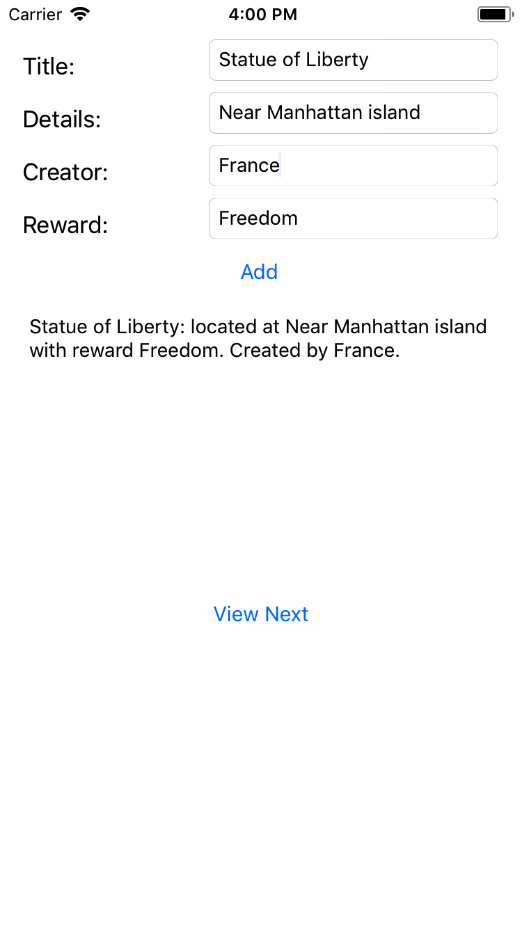 Carrier 4:00 PM
Title: Statue of Liberty
Details: Near Manhattan island
Creator: France
Reward: Freedom
Add
Statue of Liberty: located at Near Manhattan island
with reward Freedom. Created by France.
View Next